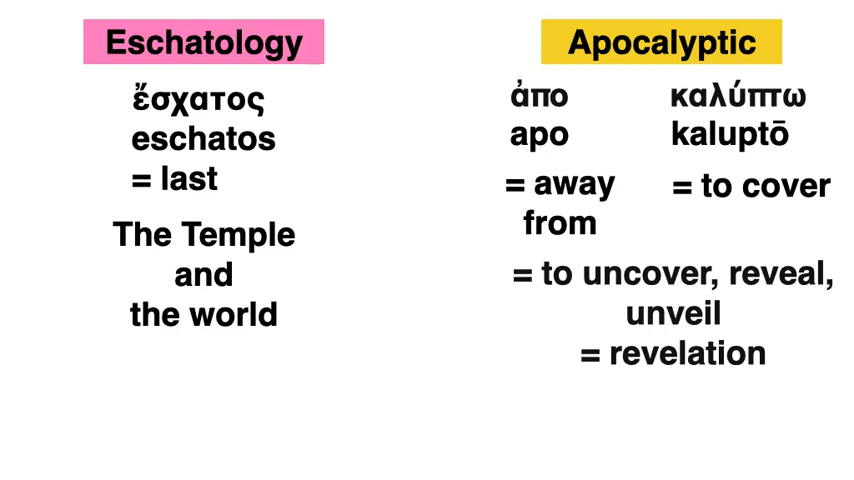 Eschatology
ἔσχατος
eschatos
= last
The Temple
and
the world
Apocalyptic
ἀπο καλύπτω
apo kaluptō
= away = to cover
from
= to uncover, reveal,
unveil
= revelation